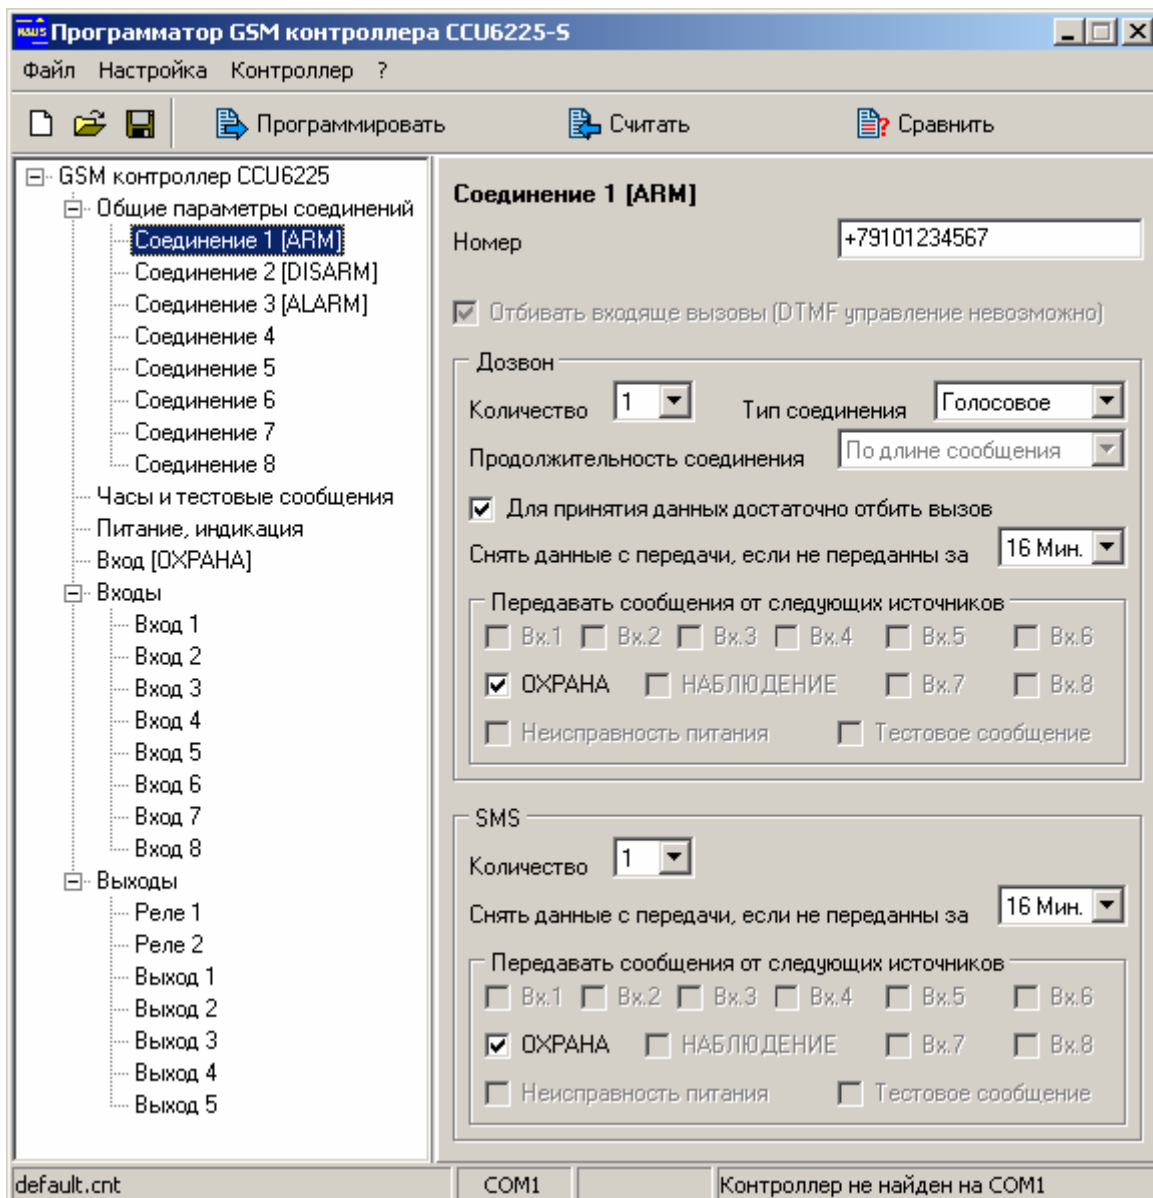 Программатор GSM контроллера CCU6225-S
Файл Настройка Контроллер ?
Программировать Считать Сравнить
GSM контроллер CCU6225
Общие параметры соединений
Соединение 1 [ARM]
Соединение 2 [DISARM]
Соединение 3 [ALARM]
Соединение 4
Соединение 5
Соединение 6
Соединение 7
Соединение 8
Часы и тестовые сообщения
Питание, индикация
Вход [ОХРАНА]
Входы
Вход 1
Вход 2
Вход 3
Вход 4
Вход 5
Вход 6
Вход 7
Вход 8
Выходы
Реле 1
Реле 2
Выход 1
Выход 2
Выход 3
Выход 4
Выход 5
Соединение 1 [ARM]
Номер +79101234567
Отбивать входяще вызовы (DTMF управление невозможно)
Дозвон
Количество 1 Тип соединения Голосовое
Продолжительность соединения По длине сообщения
Для принятия данных достаточно отбить вызов
Снять данные с передачи, если не переданны за 16 Мин.
Передавать сообщения от следующих источников
Вх.1 Вх.2 Вх.3 Вх.4 Вх.5 Вх.6
ОХРАНА НАБЛЮДЕНИЕ Вх.7 Вх.8
Неисправность питания Тестовое сообщение
SMS
Количество 1
Снять данные с передачи, если не переданны за 16 Мин.
Передавать сообщения от следующих источников
Вх.1 Вх.2 Вх.3 Вх.4 Вх.5 Вх.6
ОХРАНА НАБЛЮДЕНИЕ Вх.7 Вх.8
Неисправность питания Тестовое сообщение
default.cnt COM1 Контроллер не найден на COM1